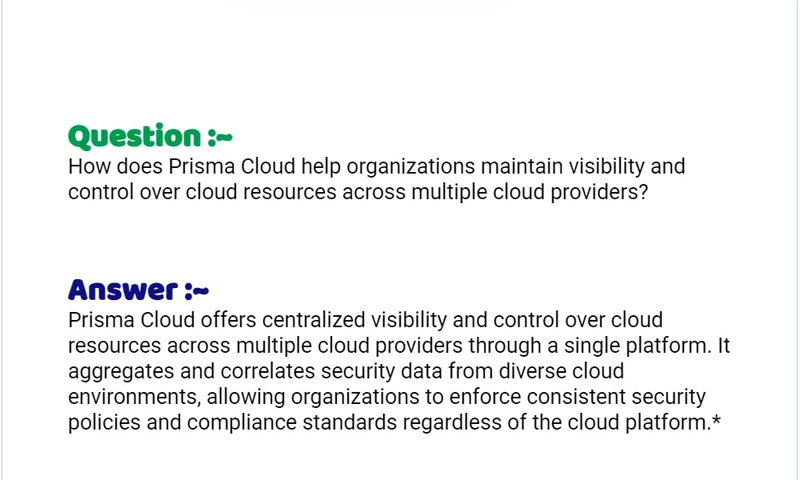 Question :~
How does Prisma Cloud help organizations maintain visibility and
control over cloud resources across multiple cloud providers?
Answer :~
Prisma Cloud offers centralized visibility and control over cloud
resources across multiple cloud providers through a single platform. It
aggregates and correlates security data from diverse cloud
environments, allowing organizations to enforce consistent security
policies and compliance standards regardless of the cloud platform.*